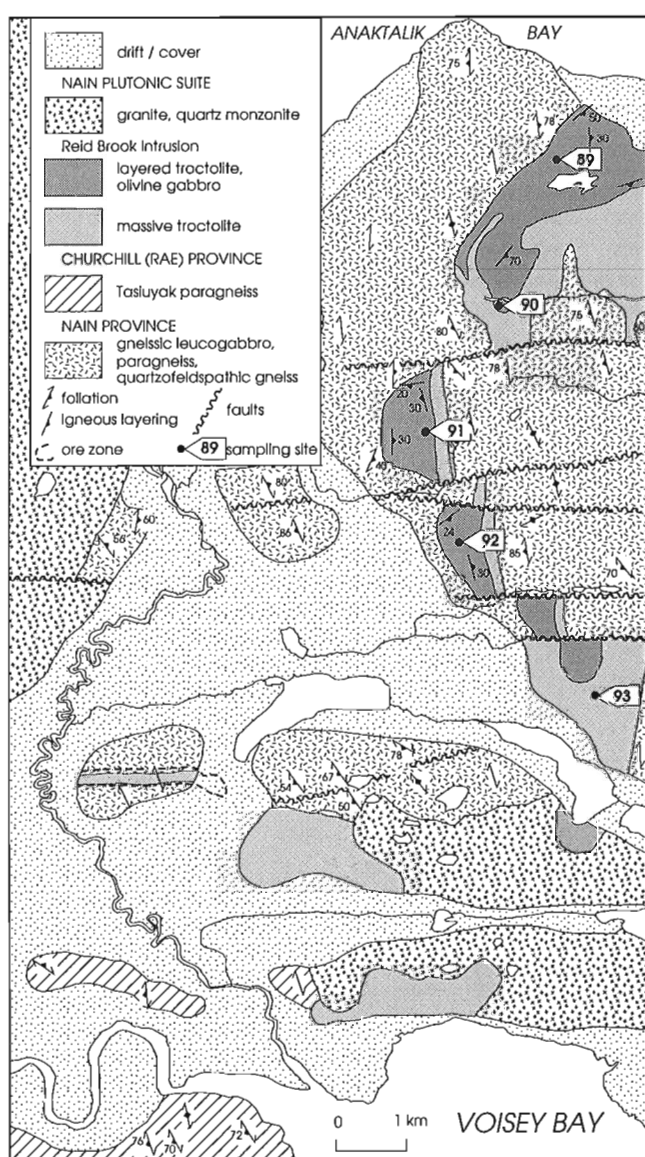 ANAKTALIK BAY
drift / cover
NAIN PLUTONIC SUITE
granite, quartz monzonite
Reid Brook Intrusion
layered troctolite,
olivine gabbro
massive troctolite
CHURCHILL (RAE) PROVINCE
Tasiuyak paragneiss
NAIN PROVINCE
gneissic leucogabbro,
paragneiss,
quartzofeldspathic gneiss
foliation
igneous layering
faults
ore zone
89 sampling site
75
78
50
30
89
70
90
75
80
78
20
30
91
30
40
80
86
60
56
24
92
85
50
70
93
78
67
54
50
76
70
72
0 1 km
VOISEY BAY